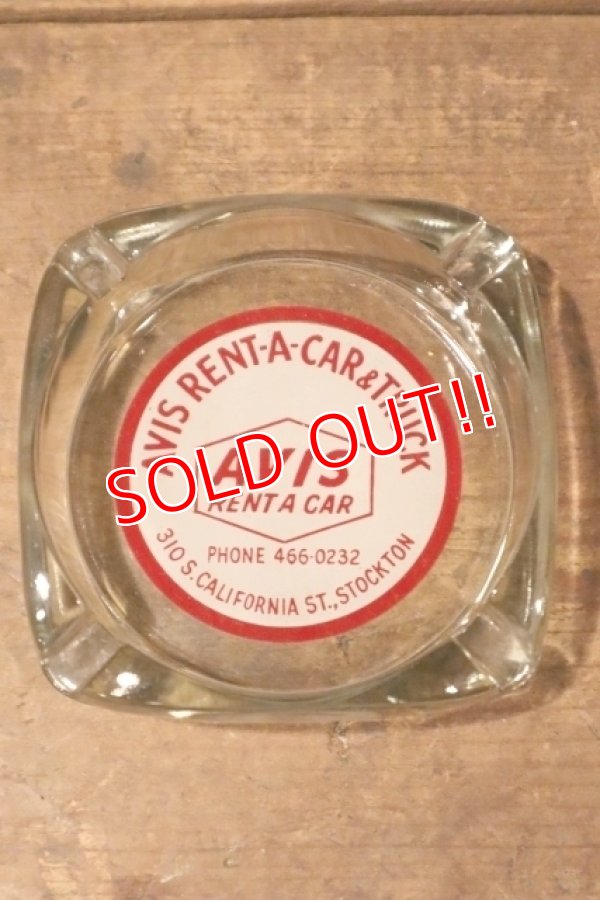 AVIS RENT-A-CAR & TRUCK
AVIS
RENT A CAR
PHONE 466-0232
310 S. CALIFORNIA ST., STOCKTON
SOLD OUT!!